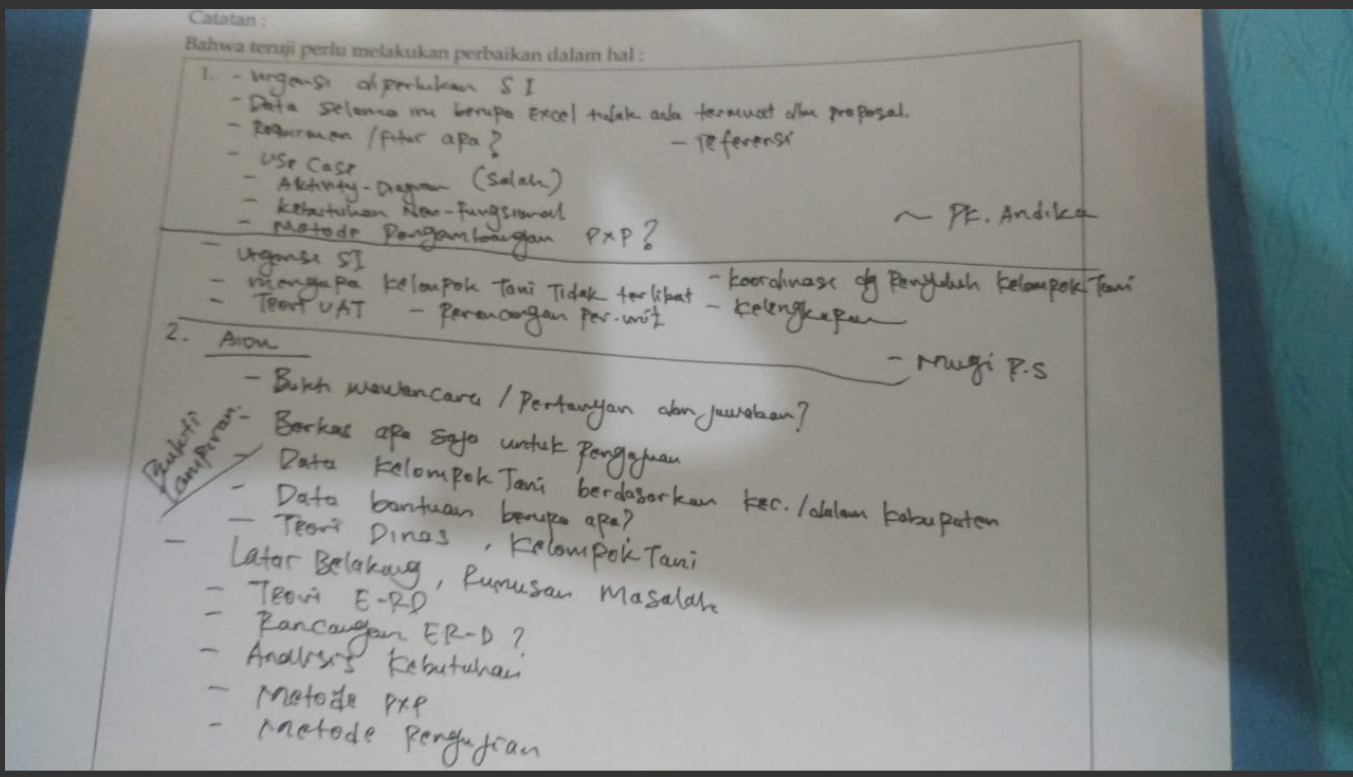 Catatan :
Bahwa teruji perlu melakukan perbaikan dalam hal :
1. - Urgensi diperlukan SI
- Data selama ini berupa Excel tidak ada termuat dlm proposal.
- Requiremen / fitur apa? - referensi
- Use Case
- Aktivity-Diagram (Salah)
- Kebutuhan Non-Fungsional
- Metode Pengembangan PXP? ~ PK. Andika
- Urgensi SI
- mengapa Kelompok Tani Tidak terlibat - Koordinasi dg Penyuluh Kelompok Tani
- Teori UAT - Perancangan Per.unit - Kelengkapan
- Mugi P.S
2.
- Bukti wawancara / Pertanyan dan juwaban?
- Berkas apa saja untuk Pengajuan
Bukti Lampiran.
- Data Kelompok Tani berdasarkan kec. / dalam kabupaten
- Data bantuan berupa apa?
- Teori Dinas, Kelompok Tani
- Latar Belakang, Rumusan Masalah
- Teori E-RD
- Rancangan ER-D ?
- Analisis Kebutuhan
- Metode PXP
- Metode Pengujian